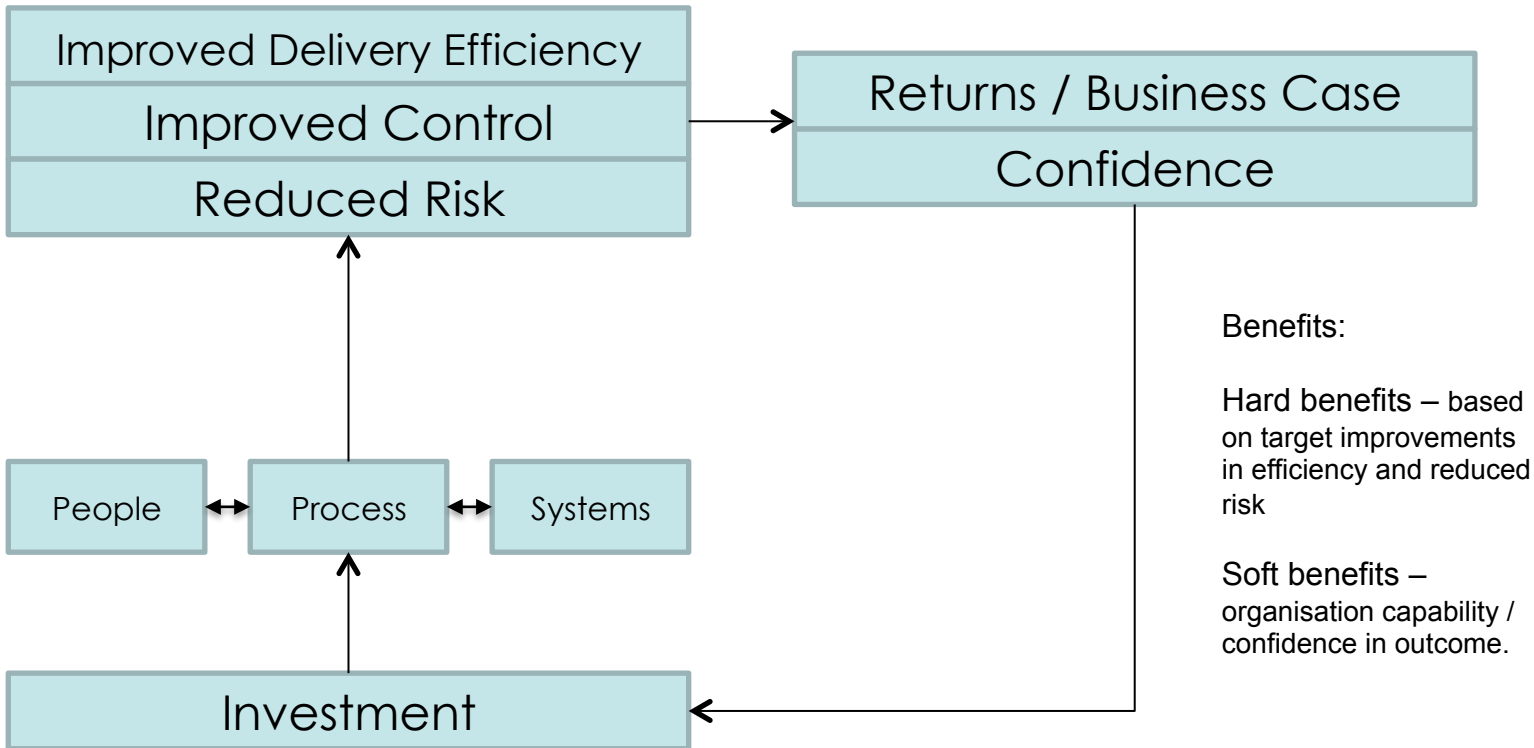 Improved Delivery Efficiency
Improved Control
Reduced Risk
Returns / Business Case
Confidence
Benefits:
Hard benefits – based
on target improvements
in efficiency and reduced
risk
Soft benefits –
organisation capability /
confidence in outcome.
People
Process
Systems
Investment